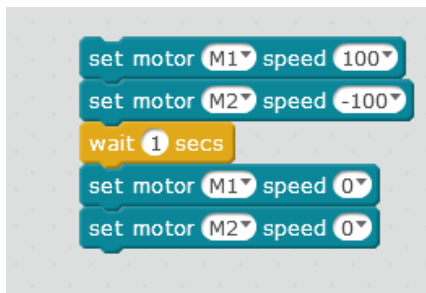 set motor M1 speed 100
set motor M2 speed -100
wait 1 secs
set motor M1 speed 0
set motor M2 speed 0